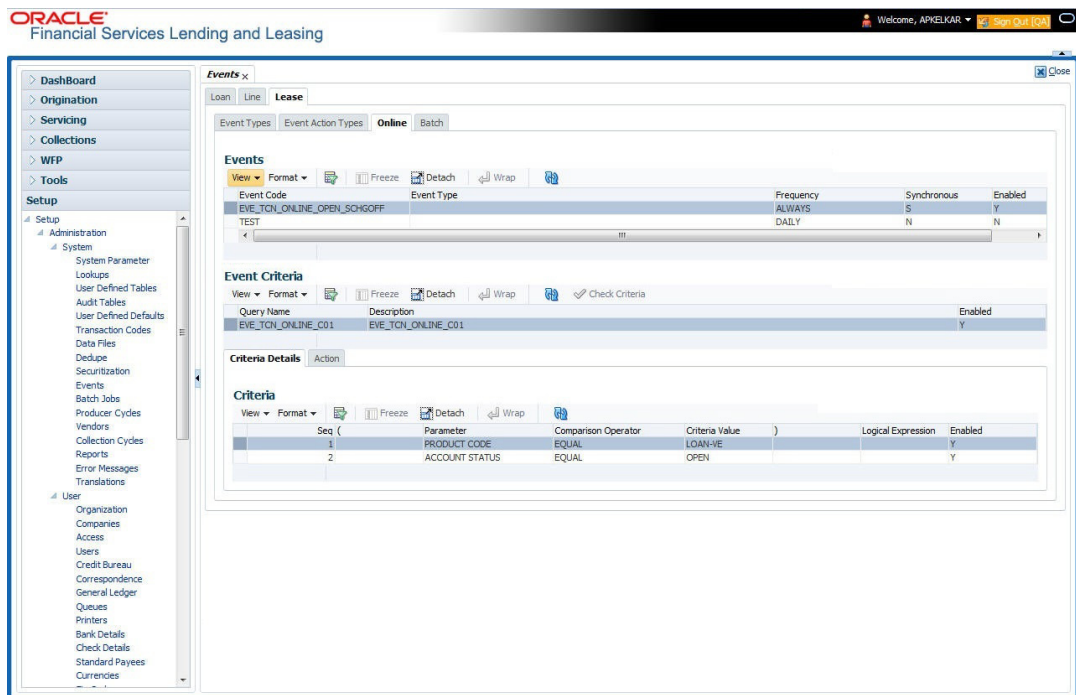 ORACLE
Financial Services Lending and Leasing
Welcome, APKELKAR
Sign Out [QA]
DashBoard
Origination
Servicing
Collections
WFP
Tools
Setup
Setup
Administration
System
System Parameter
Lookups
User Defined Tables
Audit Tables
User Defined Defaults
Transaction Codes
Data Files
Dedupe
Securitization
Events
Batch Jobs
Producer Cycles
Vendors
Collection Cycles
Reports
Error Messages
Translations
User
Organization
Companies
Access
Users
Credit Bureau
Correspondence
General Ledger
Queues
Printers
Bank Details
Check Details
Standard Payees
Currencies
Events
Close
Loan Line Lease
Event Types Event Action Types Online Batch
Events
View Format Freeze Detach Wrap
Event Code Event Type Frequency Synchronous Enabled
EVE_TCN_ONLINE_OPEN_SCHGOFF ALWAYS S Y
TEST DAILY N N
Event Criteria
View Format Freeze Detach Wrap Check Criteria
Query Name Description Enabled
EVE_TCN_ONLINE_C01 EVE_TCN_ONLINE_C01 Y
Criteria Details Action
Criteria
View Format Freeze Detach Wrap
Seq ( Parameter Comparison Operator Criteria Value ) Logical Expression Enabled
1 PRODUCT CODE EQUAL LOAN-VE Y
2 ACCOUNT STATUS EQUAL OPEN Y